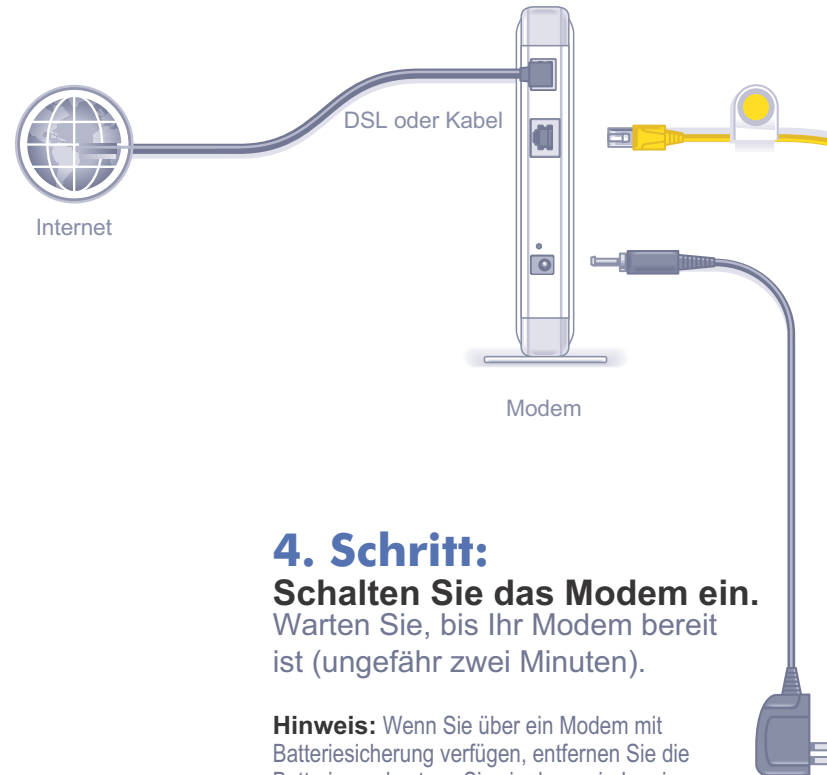 DSL oder Kabel
Internet
Modem
4. Schritt:
Schalten Sie das Modem ein.
Warten Sie, bis Ihr Modem bereit
ist (ungefähr zwei Minuten).
Hinweis: Wenn Sie über ein Modem mit
Batteriesicherung verfügen, entfernen Sie die